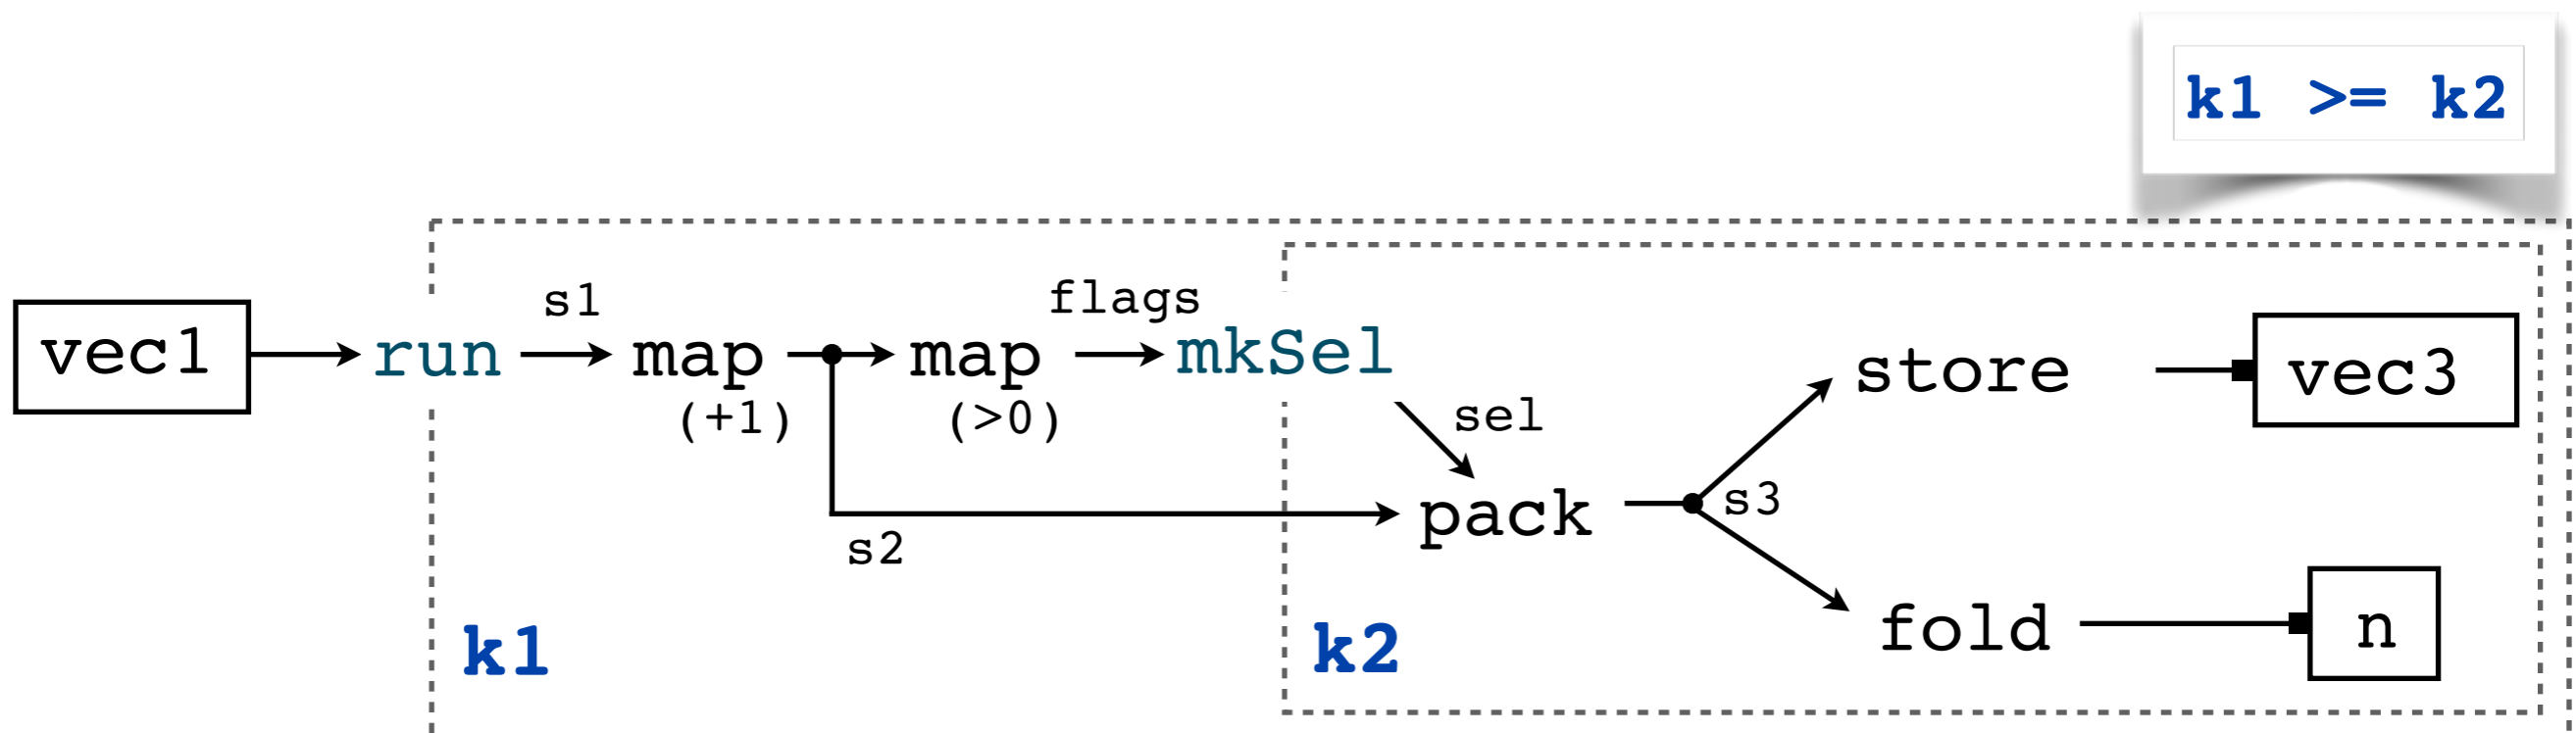 k1 >= k2
s1
flags
vec1
run
map
map
mkSel
store
vec3
(+1)
(>0)
sel
s3
pack
s2
fold
n
k1
k2